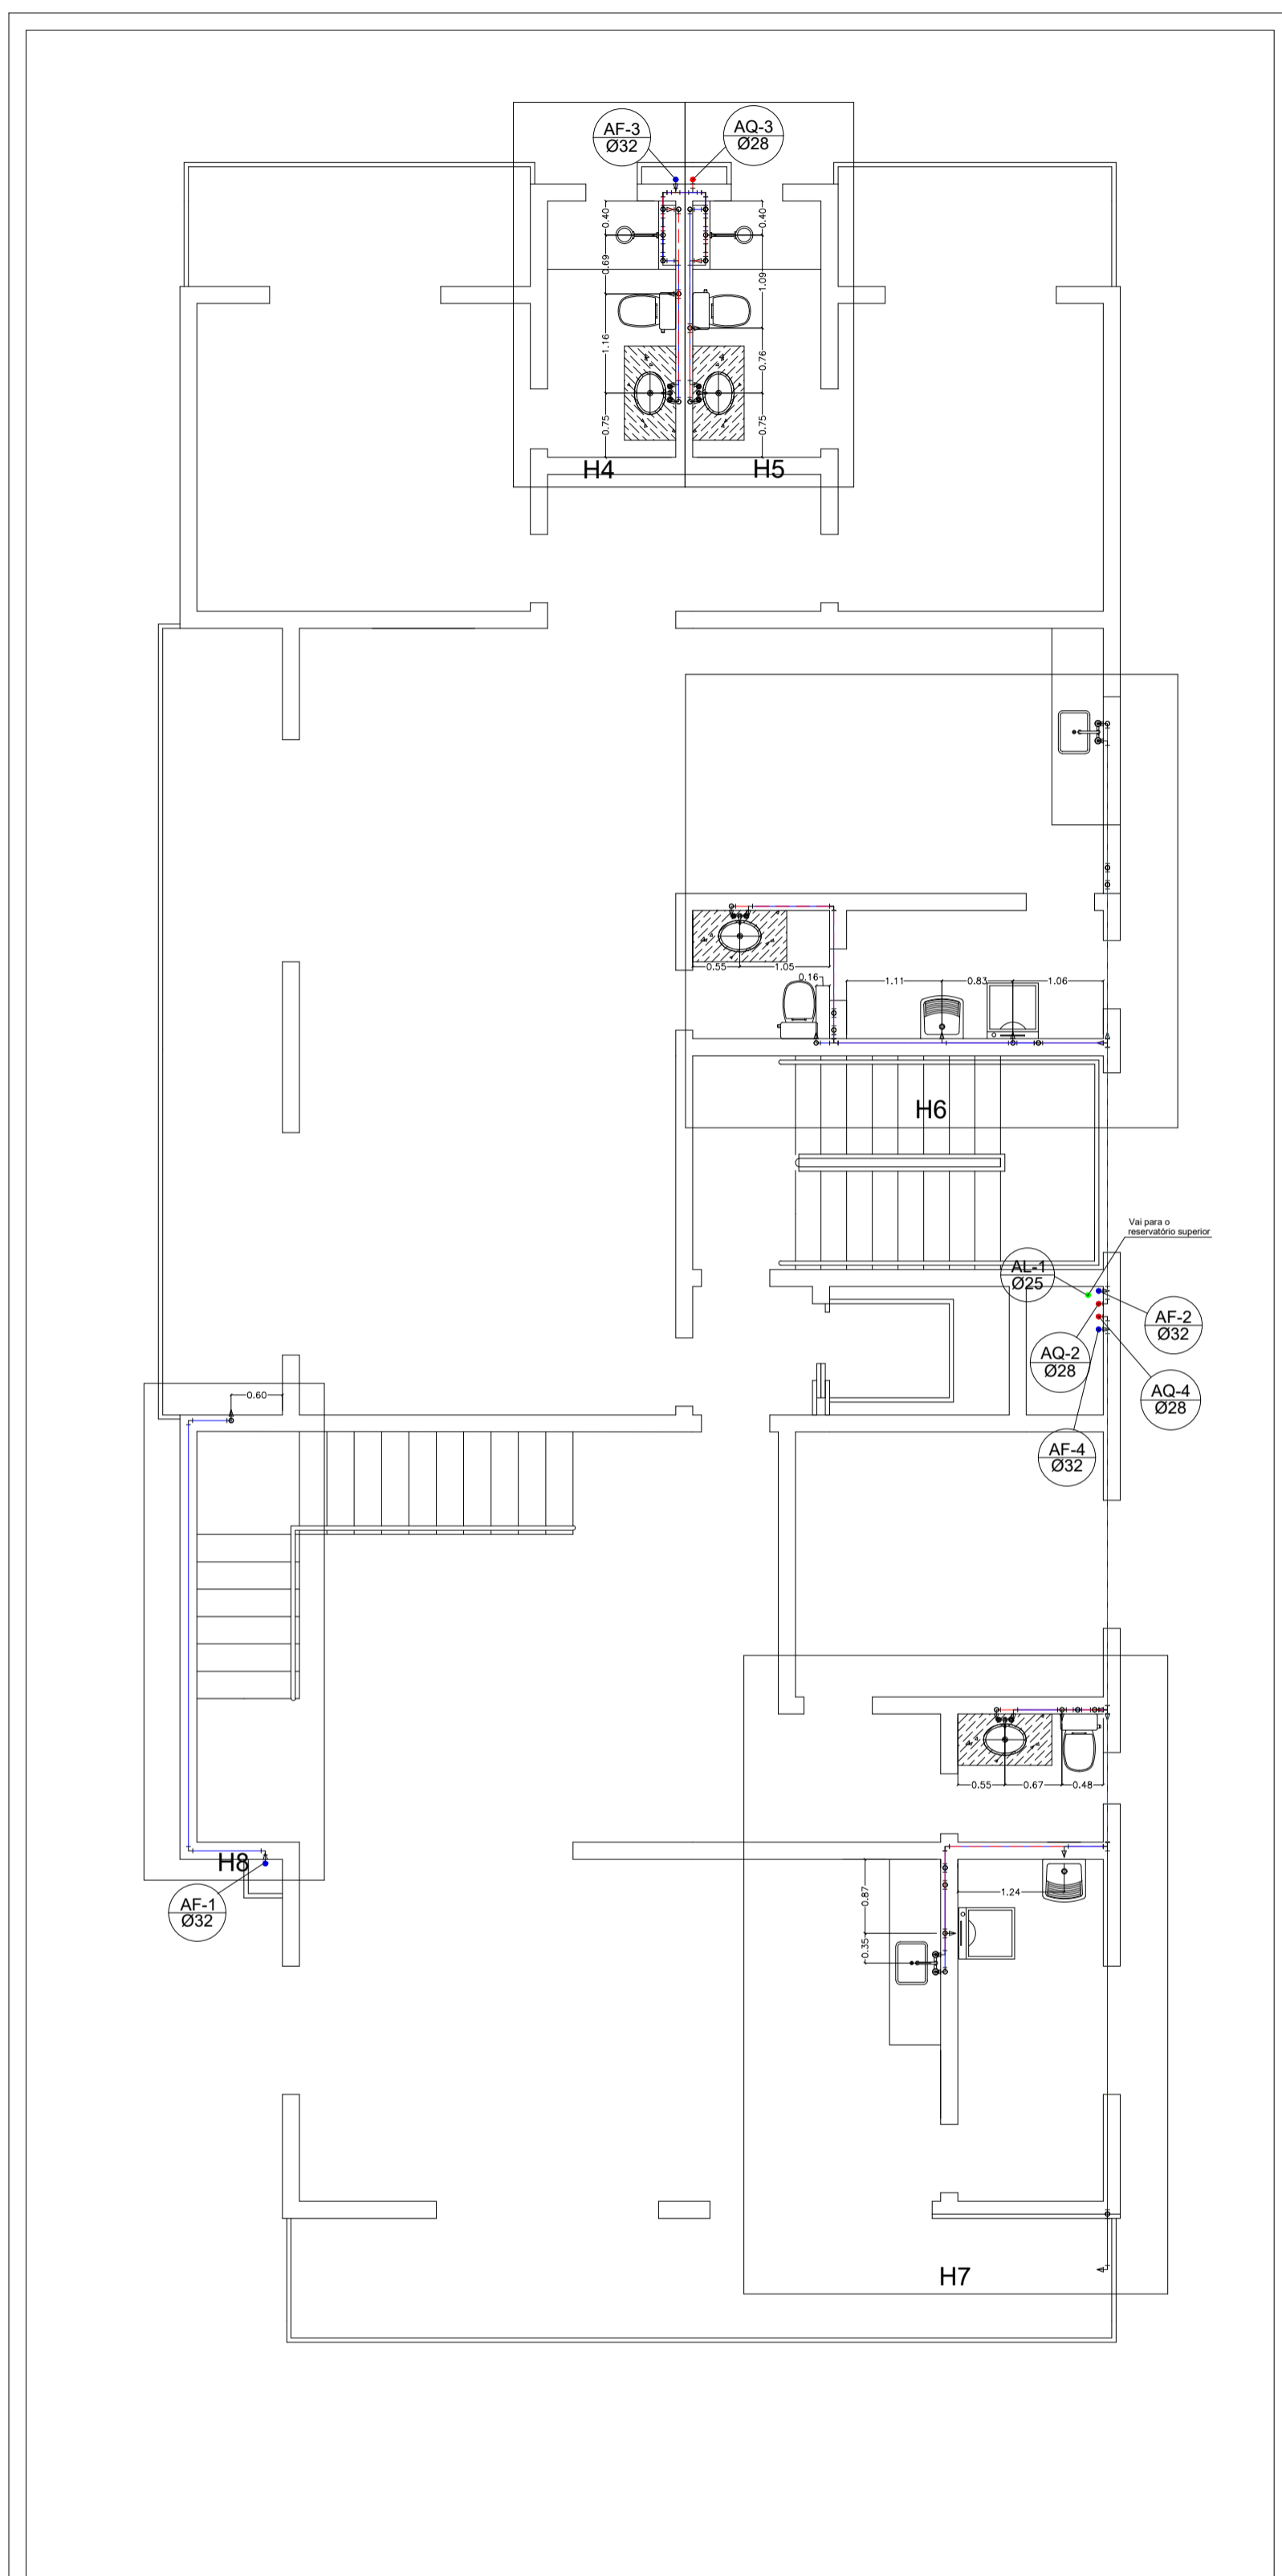 AF-3
Ø32
AQ-3
Ø28
0.40
0.40
0.69
1.09
1.16
0.76
0.75
0.75
H4
H5
0.55
1.05
0.16
1.11
0.83
1.06
H6
Vai para o
reservatório superior
AL-1
Ø25
AF-2
Ø32
AQ-2
Ø28
AQ-4
Ø28
AF-4
Ø32
0.60
0.55
0.67
0.48
H8
AF-1
Ø32
0.87
1.24
0.35
H7